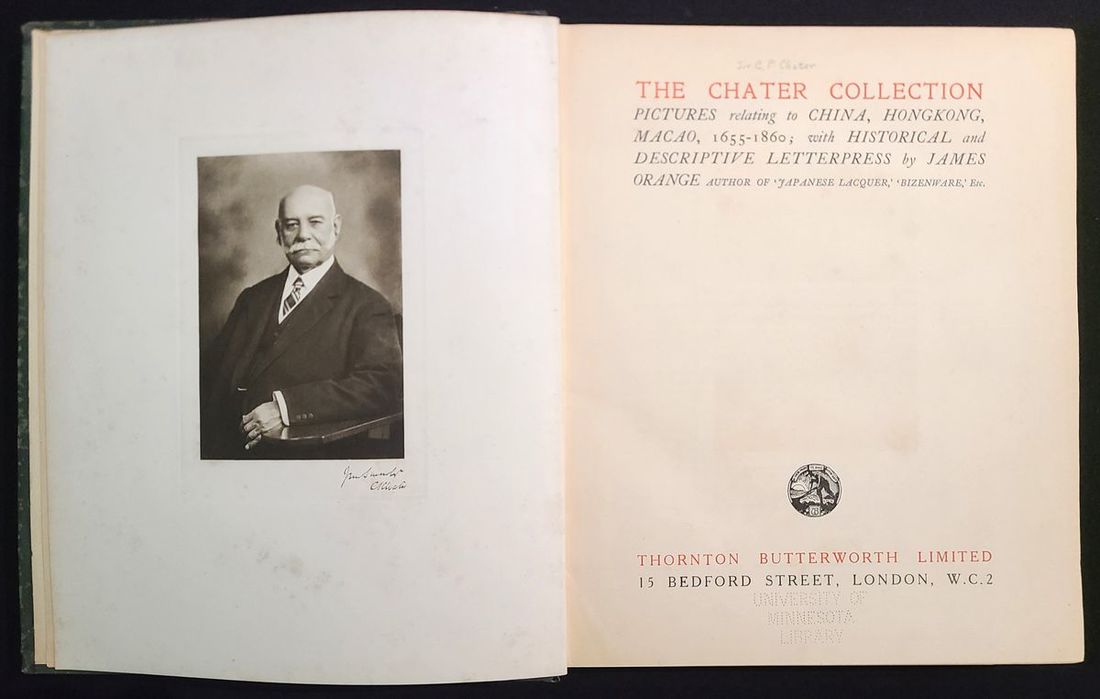 Sir C. P. Chater
THE CHATER COLLECTION
PICTURES relating to CHINA, HONGKONG,
MACAO, 1655-1860; with HISTORICAL and
DESCRIPTIVE LETTERPRESS by JAMES
ORANGE AUTHOR OF ‘JAPANESE LACQUER,’ ‘BIZENWARE,’ Etc.
THORNTON BUTTERWORTH LIMITED
15 BEDFORD STREET, LONDON, W.C.2
UNIVERSITY OF
MINNESOTA
LIBRARY